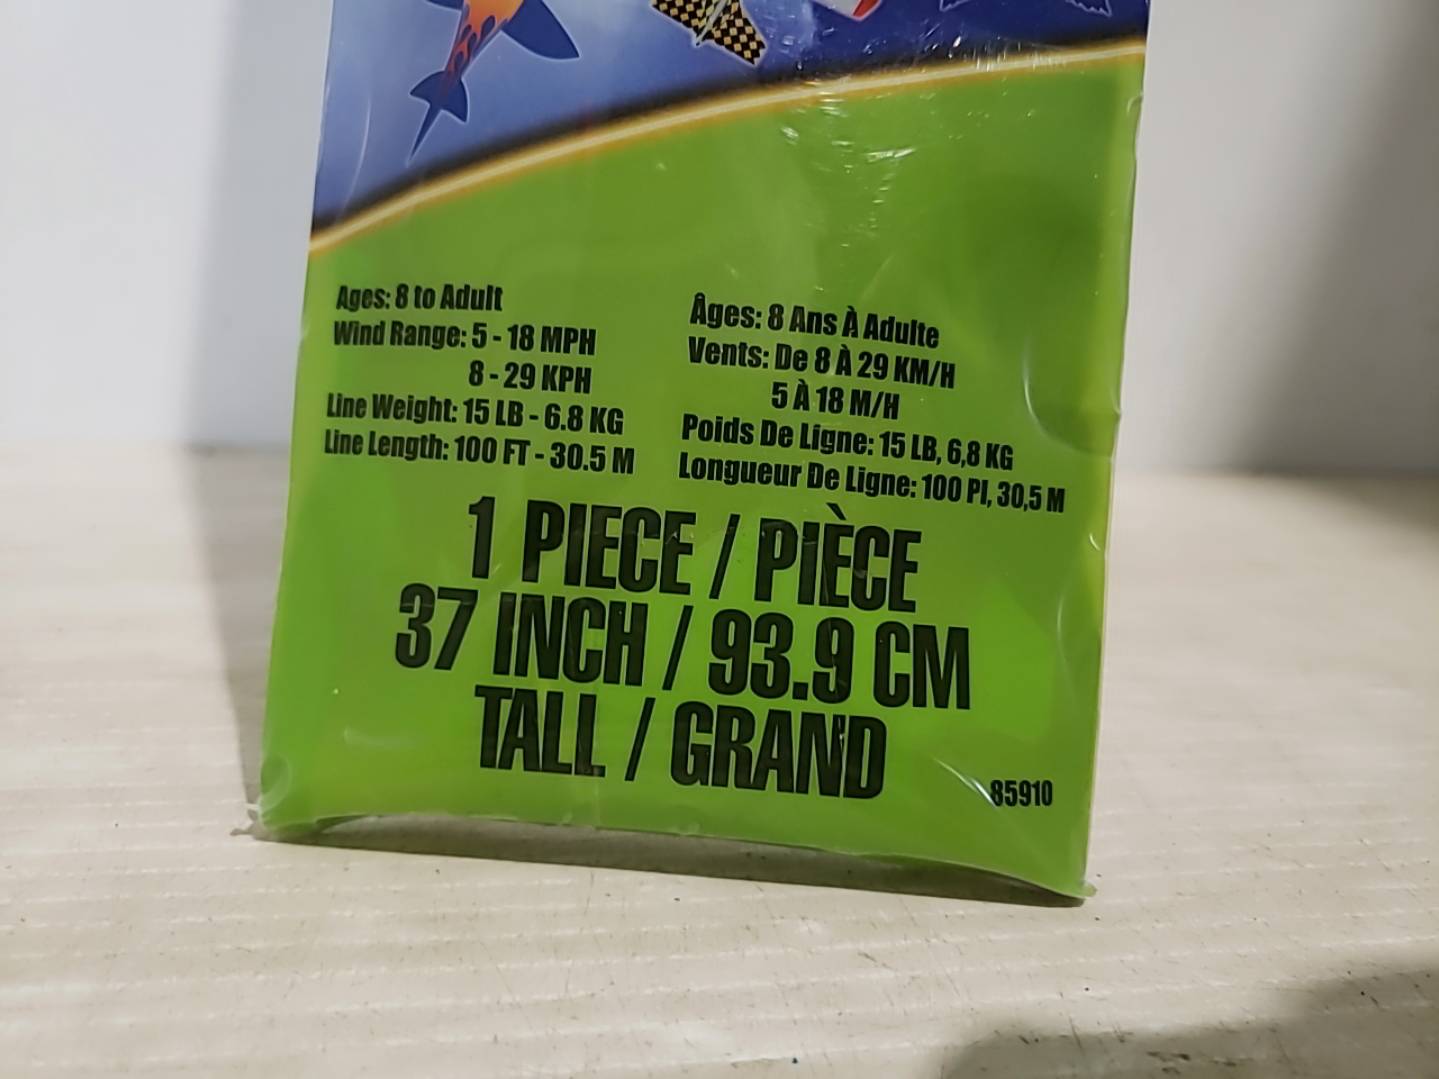 Ages: 8 to Adult
Wind Range: 5 - 18 MPH
8 - 29 KPH
Line Weight: 15 LB - 6.8 KG
Line Length: 100 FT - 30.5 M
Âges: 8 Ans À Adulte
Vents: De 8 À 29 KM/H
5 À 18 M/H
Poids De Ligne: 15 LB, 6,8 KG
Longueur De Ligne: 100 PI, 30,5 M
1 PIECE / PIÈCE
37 INCH / 93.9 CM
TALL / GRAND
85910